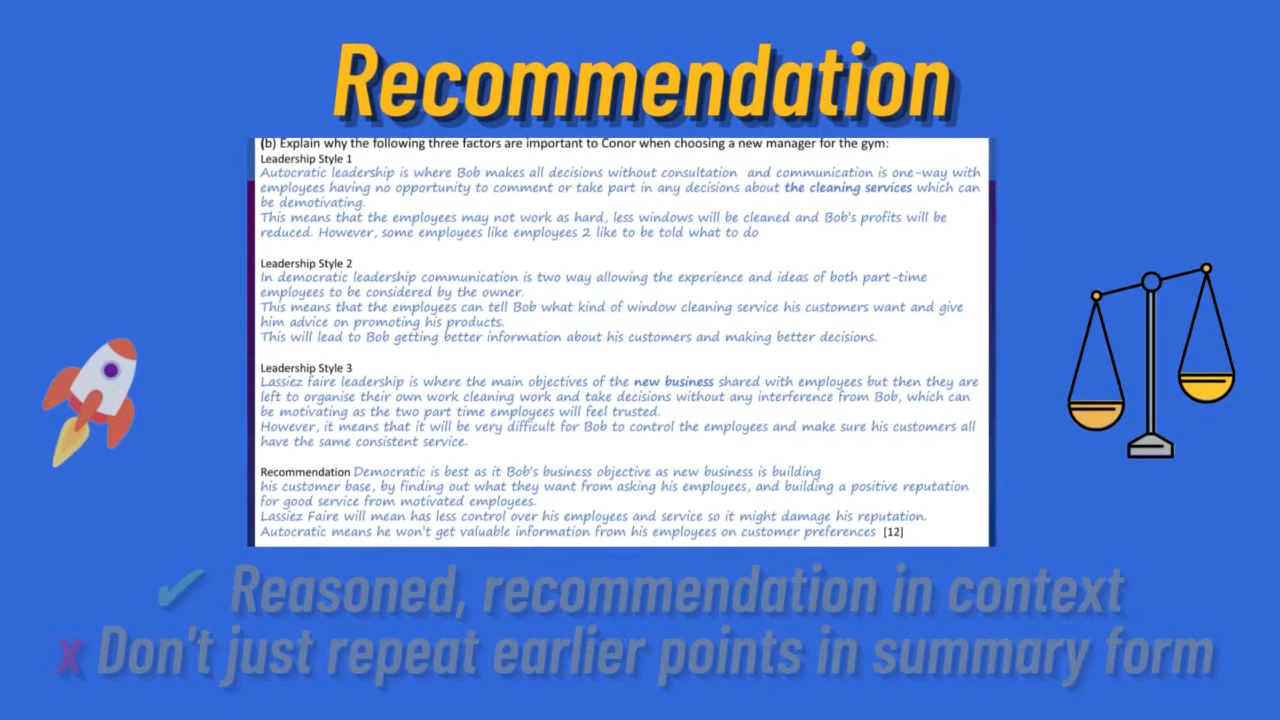 Recommendation
(b) Explain why the following three factors are important to Conor when choosing a new manager for the gym:
Leadership Style 1
Autocratic leadership is where Bob makes all decisions without consultation and communication is one-way with
employees having no opportunity to comment or take part in any decisions about the cleaning services which can
be demotivating.
This means that the employees may not work as hard, less windows will be cleaned and Bob's profits will be
reduced. However, some employees like employees 2 like to be told what to do
Leadership Style 2
In democratic leadership communication is two way allowing the experience and ideas of both part-time
employees to be considered by the owner.
This means that the employees can tell Bob what kind of window cleaning service his customers want and give
him advice on promoting his products.
This will lead to Bob getting better information about his customers and making better decisions.
Leadership Style 3
Lassiez faire leadership is where the main objectives of the new business shared with employees but then they are
left to organise their own work cleaning work and take decisions without any interference from Bob, which can
be motivating as the two part time employees will feel trusted.
However, it means that it will be very difficult for Bob to control the employees and make sure his customers all
have the same consistent service.
Recommendation Democratic is best as it Bob's business objective as new business is building
his customer base, by finding out what they want from asking his employees, and building a positive reputation
for good service from motivated employees.
Lassiez Faire will mean has less control over his employees and service so it might damage his reputation.
Autocratic means he won't get valuable information from his employees on customer preferences [12]
✔ Reasoned, recommendation in context
x Don't just repeat earlier points in summary form